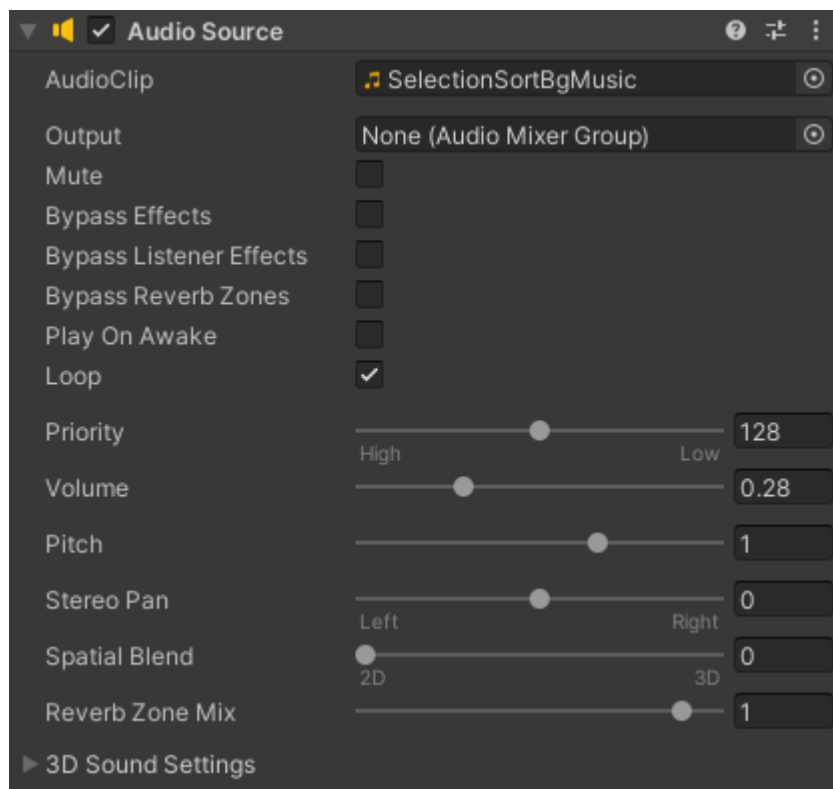 Audio Source
AudioClip SelectionSortBgMusic
Output None (Audio Mixer Group)
Mute
Bypass Effects
Bypass Listener Effects
Bypass Reverb Zones
Play On Awake
Loop
Priority 128
High Low
Volume 0.28
Pitch 1
Stereo Pan 0
Left Right
Spatial Blend 0
2D 3D
Reverb Zone Mix 1
3D Sound Settings